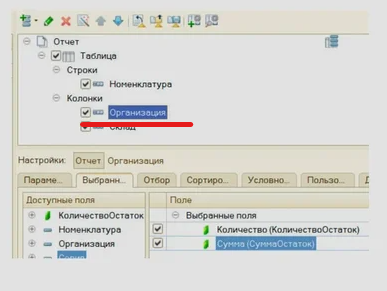 Отчет
Таблица
Строки
Номенклатура
Колонки
Организация
Склад
Настройки: Отчет Организация
Параме... Выбранн... Отбор Сортиро... Условно... Пользо...
Доступные поля Поле
КоличествоОстаток Выбранные поля
Номенклатура Количество (КоличествоОстаток)
Организация Сумма (СуммаОстаток)
Серия